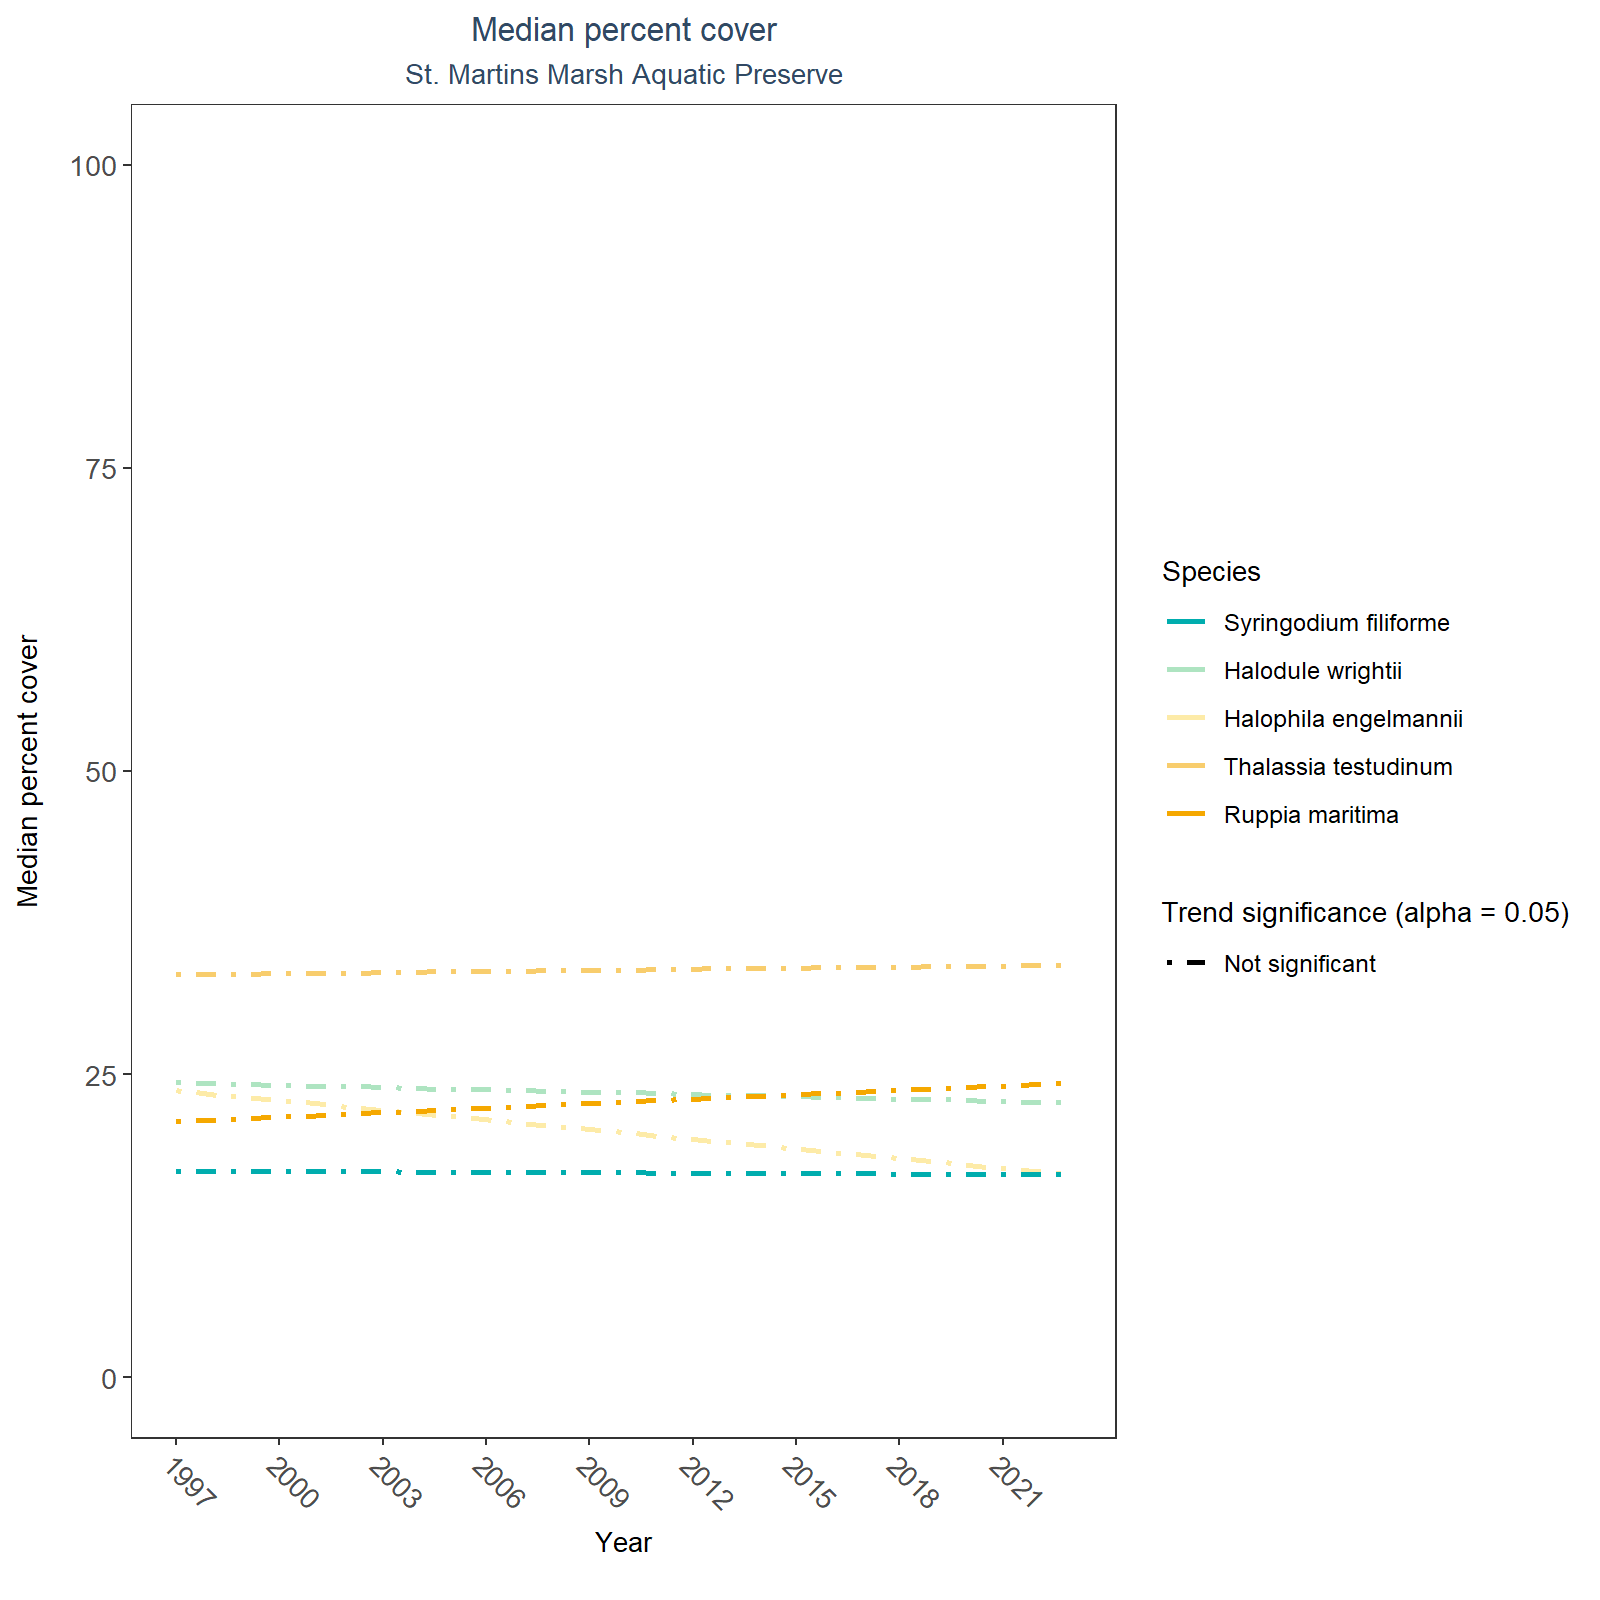 Median percent cover
St. Martins Marsh Aquatic Preserve
Median percent cover
100
75
50
25
0
1997
2000
2003
2006
2009
2012
2015
2018
2021
Year
Species
Syringodium filiforme
Halodule wrightii
Halophila engelmannii
Thalassia testudinum
Ruppia maritima
Trend significance (alpha = 0.05)
Not significant